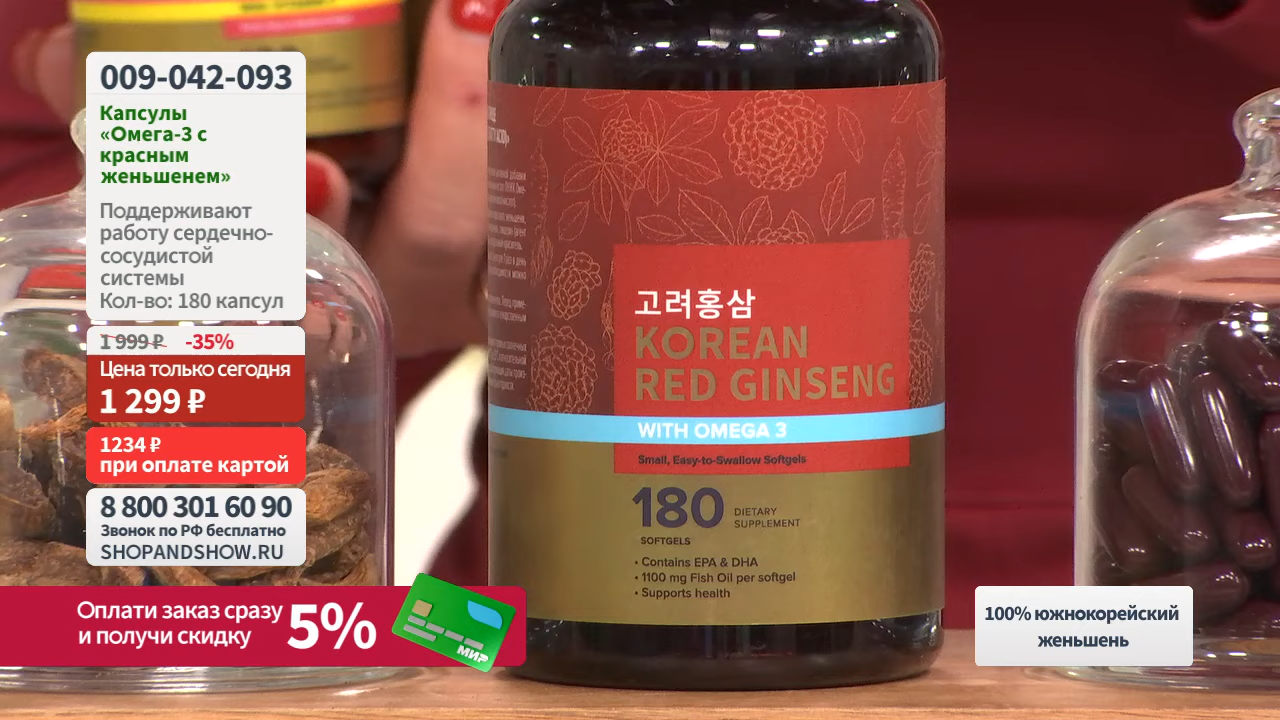 009-042-093
Капсулы
«Омега-3 с
красным
женьшенем»
Поддерживают
работу сердечно-
сосудистой
системы
Кол-во: 180 капсул
1 999 ₽ -35%
Цена только сегодня
1 299 ₽
1234 ₽
при оплате картой
8 800 301 60 90
Звонок по РФ бесплатно
SHOPANDSHOW.RU
Оплати заказ сразу
и получи скидку
5%
МИР
고려홍삼
KOREAN
RED GINSENG
WITH OMEGA 3
Small, Easy-to-Swallow Softgels
180
DIETARY
SUPPLEMENT
SOFTGELS
• Contains EPA & DHA
• 1100 mg Fish Oil per softgel
• Supports health
100% южнокорейский
женьшень